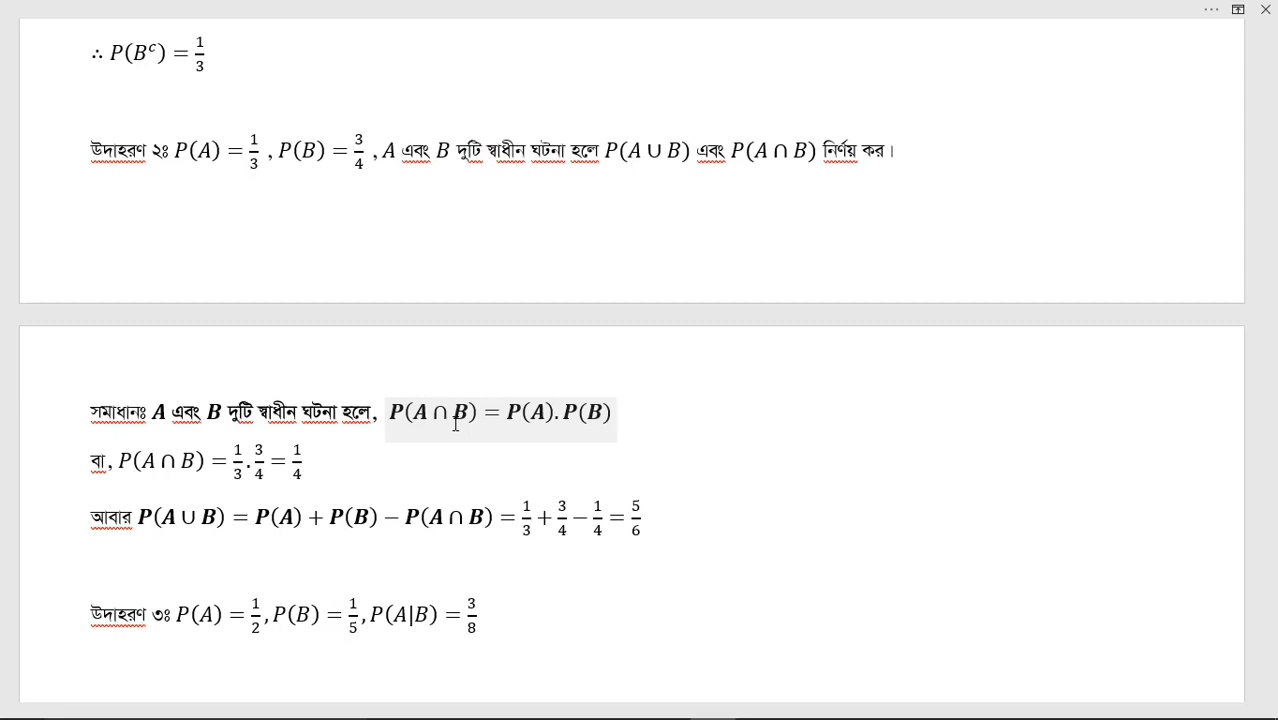 ∴ P(Bᶜ) = 1/3
উদাহরণ ২ঃ P(A) = 1/3 , P(B) = 3/4 , A এবং B দুটি স্বাধীন ঘটনা হলে P(A ∪ B) এবং P(A ∩ B) নির্ণয় কর।
সমাধানঃ A এবং B দুটি স্বাধীন ঘটনা হলে, P(A ∩ B) = P(A). P(B)
বা, P(A ∩ B) = 1/3 . 3/4 = 1/4
আবার P(A ∪ B) = P(A) + P(B) − P(A ∩ B) = 1/3 + 3/4 − 1/4 = 5/6
উদাহরণ ৩ঃ P(A) = 1/2 , P(B) = 1/5 , P(A|B) = 3/8